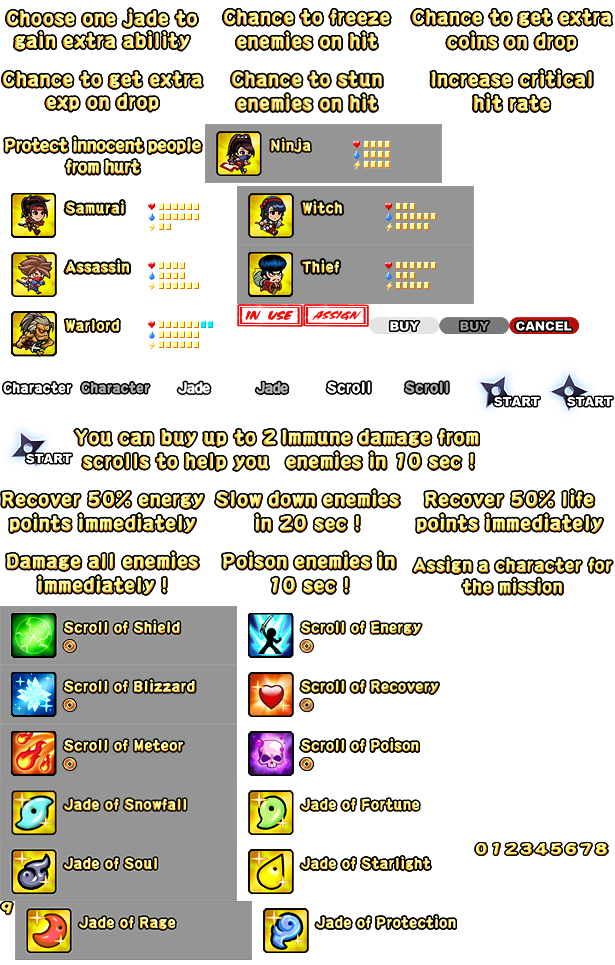 Choose one jade to
gain extra ability
Chance to freeze
enemies on hit
Chance to get extra
coins on drop
Chance to get extra
exp on drop
Chance to stun
enemies on hit
Increase critical
hit rate
Protect innocent people
from hurt
Ninja
Samurai
Witch
Assassin
Thief
Warlord
IN USE
ASSIGN
BUY
BUY
CANCEL
Character
Character
Jade
Jade
Scroll
Scroll
START
START
START
You can buy up to 2
scrolls to help you
Immune damage from
enemies in 10 sec !
Recover 50% energy
points immediately
Slow down enemies
in 20 sec !
Recover 50% life
points immediately
Damage all enemies
immediately !
Poison enemies in
10 sec !
Assign a character for
the mission
Scroll of Shield
Scroll of Energy
Scroll of Blizzard
Scroll of Recovery
Scroll of Meteor
Scroll of Poison
Jade of Snowfall
Jade of Fortune
Jade of Soul
Jade of Starlight
012345678
9
Jade of Rage
Jade of Protection